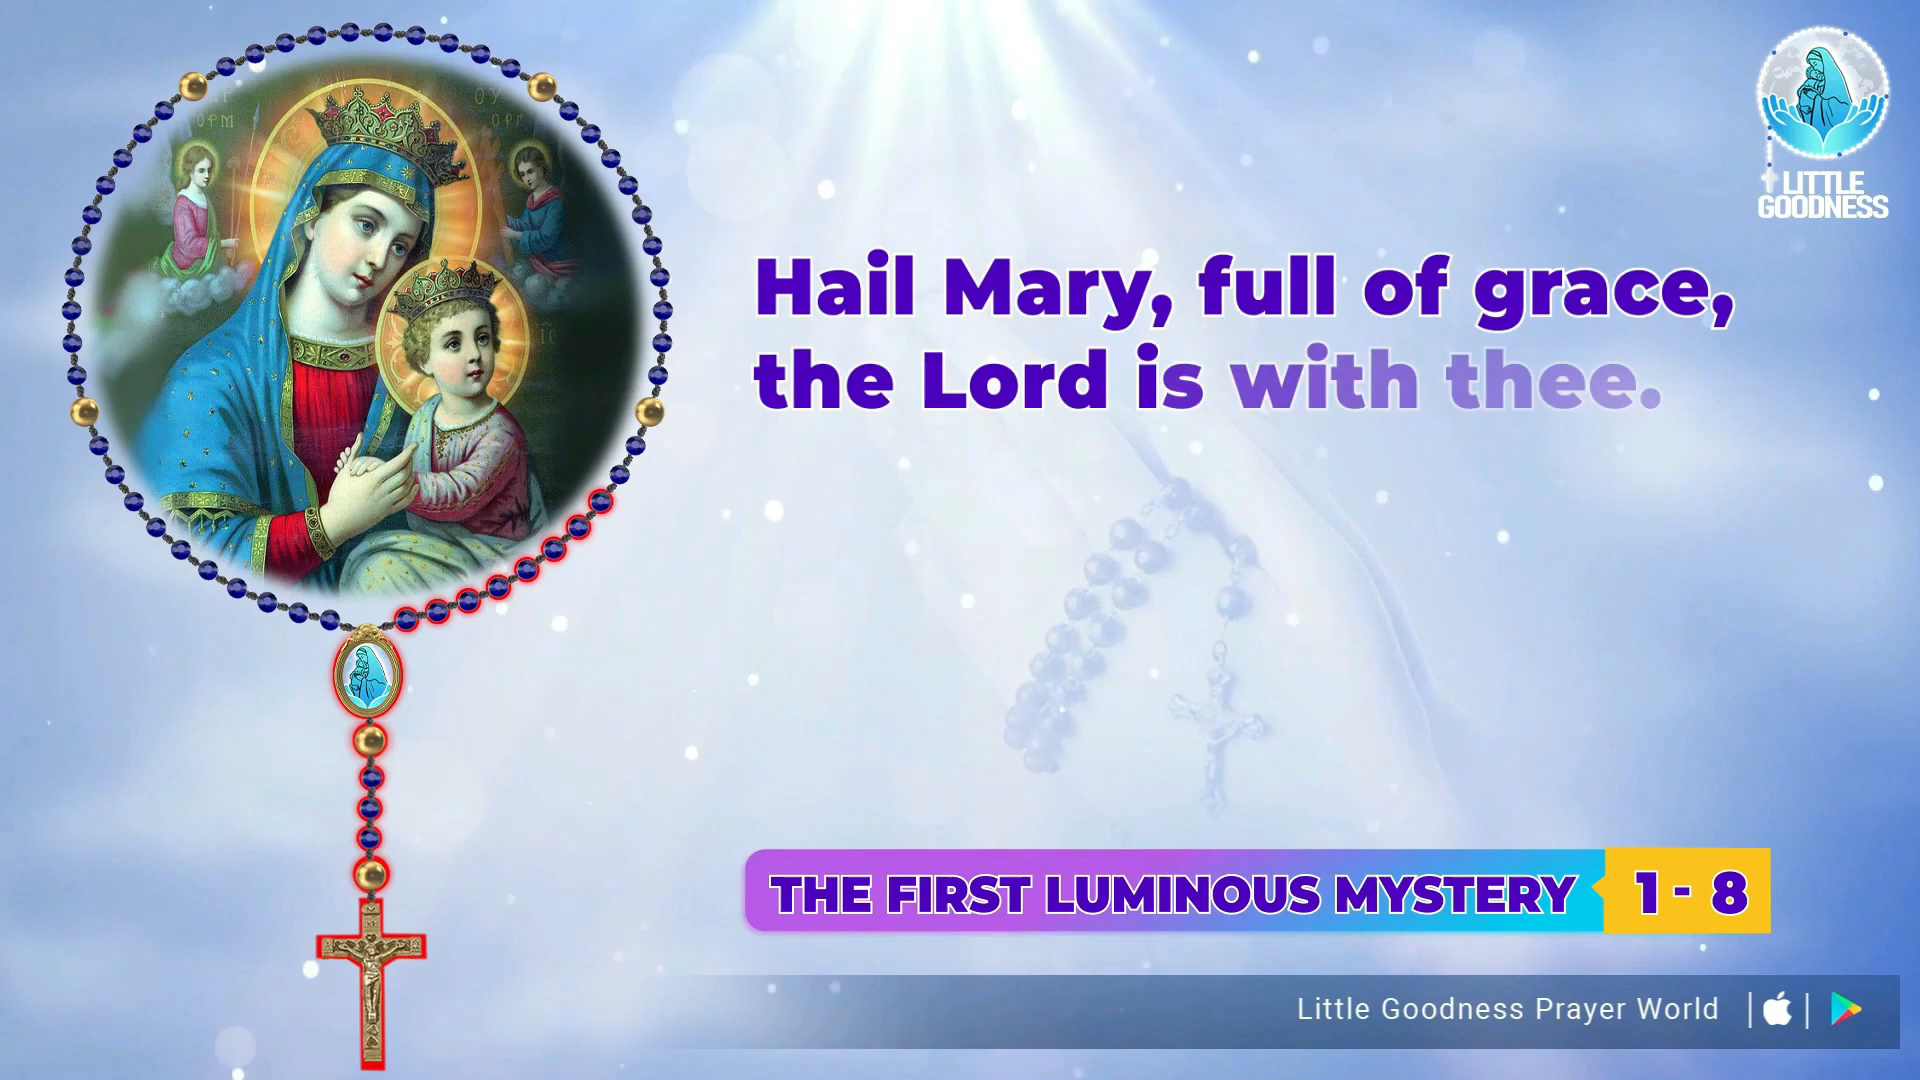 LITTLE
GOODNESS
Hail Mary, full of grace,
the Lord is with thee.
THE FIRST LUMINOUS MYSTERY 1 - 8
Little Goodness Prayer World